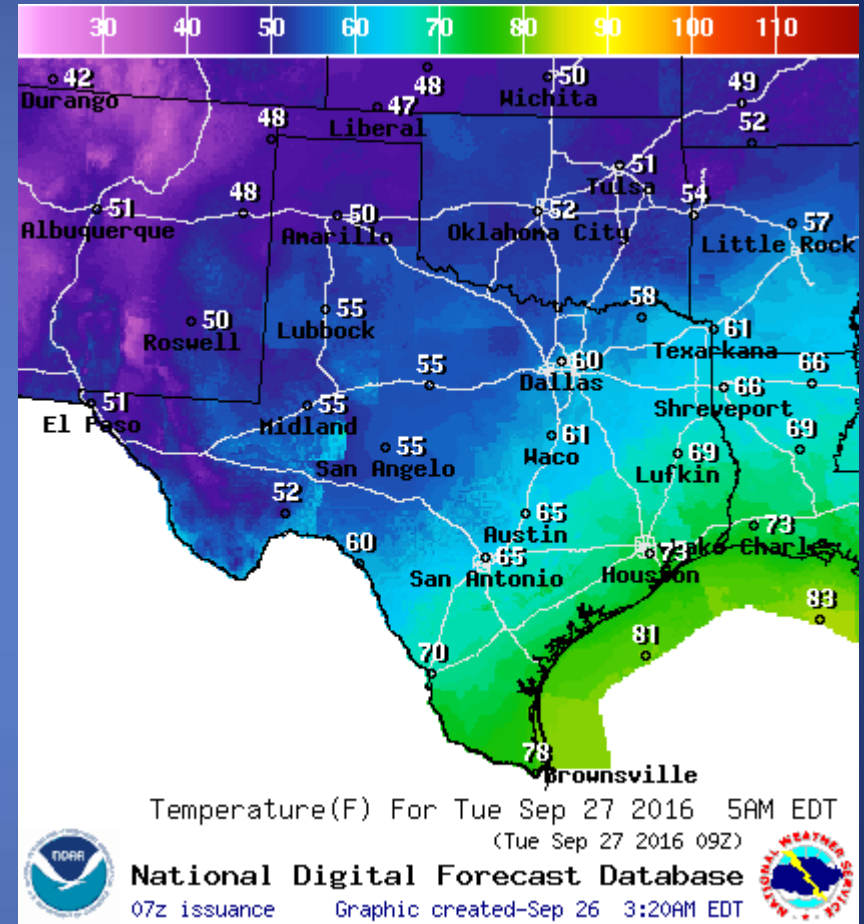 30 40 50 60 70 80 90 100 110
42
Durango
48
50
Wichita
49
47
Liberal
48
52
51
Tulsa
51
Albuquerque
48
50
Amarillo
52
Oklahoma City
54
57
Little Rock
50
Roswell
55
Lubbock
58
61
Texarkana
60
Dallas
55
66
66
Shreveport
51
El Paso
55
Midland
55
San Angelo
61
Waco
69
Lufkin
69
52
65
Austin
60
65
San Antonio
73
Houston
73
Lake Charles
83
81
70
78
Brownsville
Temperature(F) For Tue Sep 27 2016 5AM EDT
(Tue Sep 27 2016 09Z)
NOAA
NATIONAL WEATHER SERVICE
National Digital Forecast Database
07z issuance Graphic created-Sep 26 3:20AM EDT